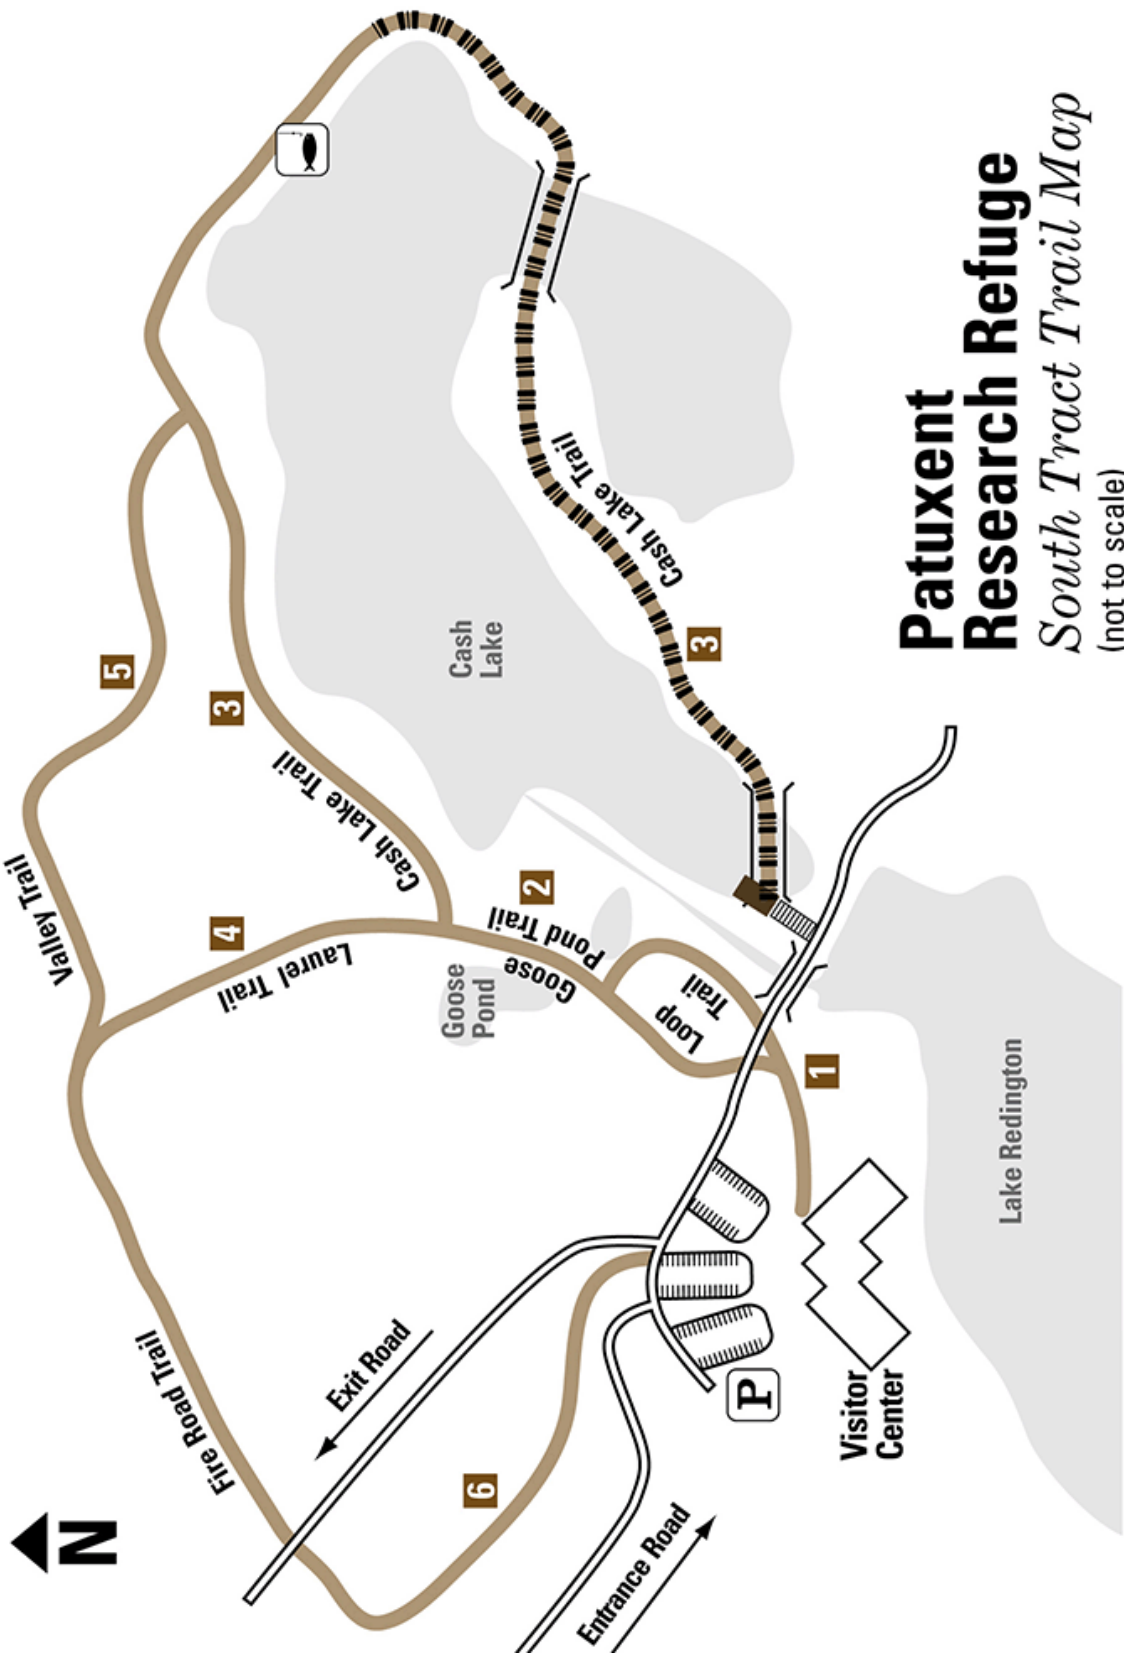 Patuxent
Research Refuge
South Tract Trail Map
(not to scale)
N
Valley Trail
5
3
Cash Lake Trail
4
Laurel Trail
2
Goose
Pond Trail
Goose
Pond
Loop
Trail
1
Cash
Lake
Cash Lake Trail
3
Fire Road Trail
Exit Road
6
Entrance Road
P
Visitor
Center
Lake Redington